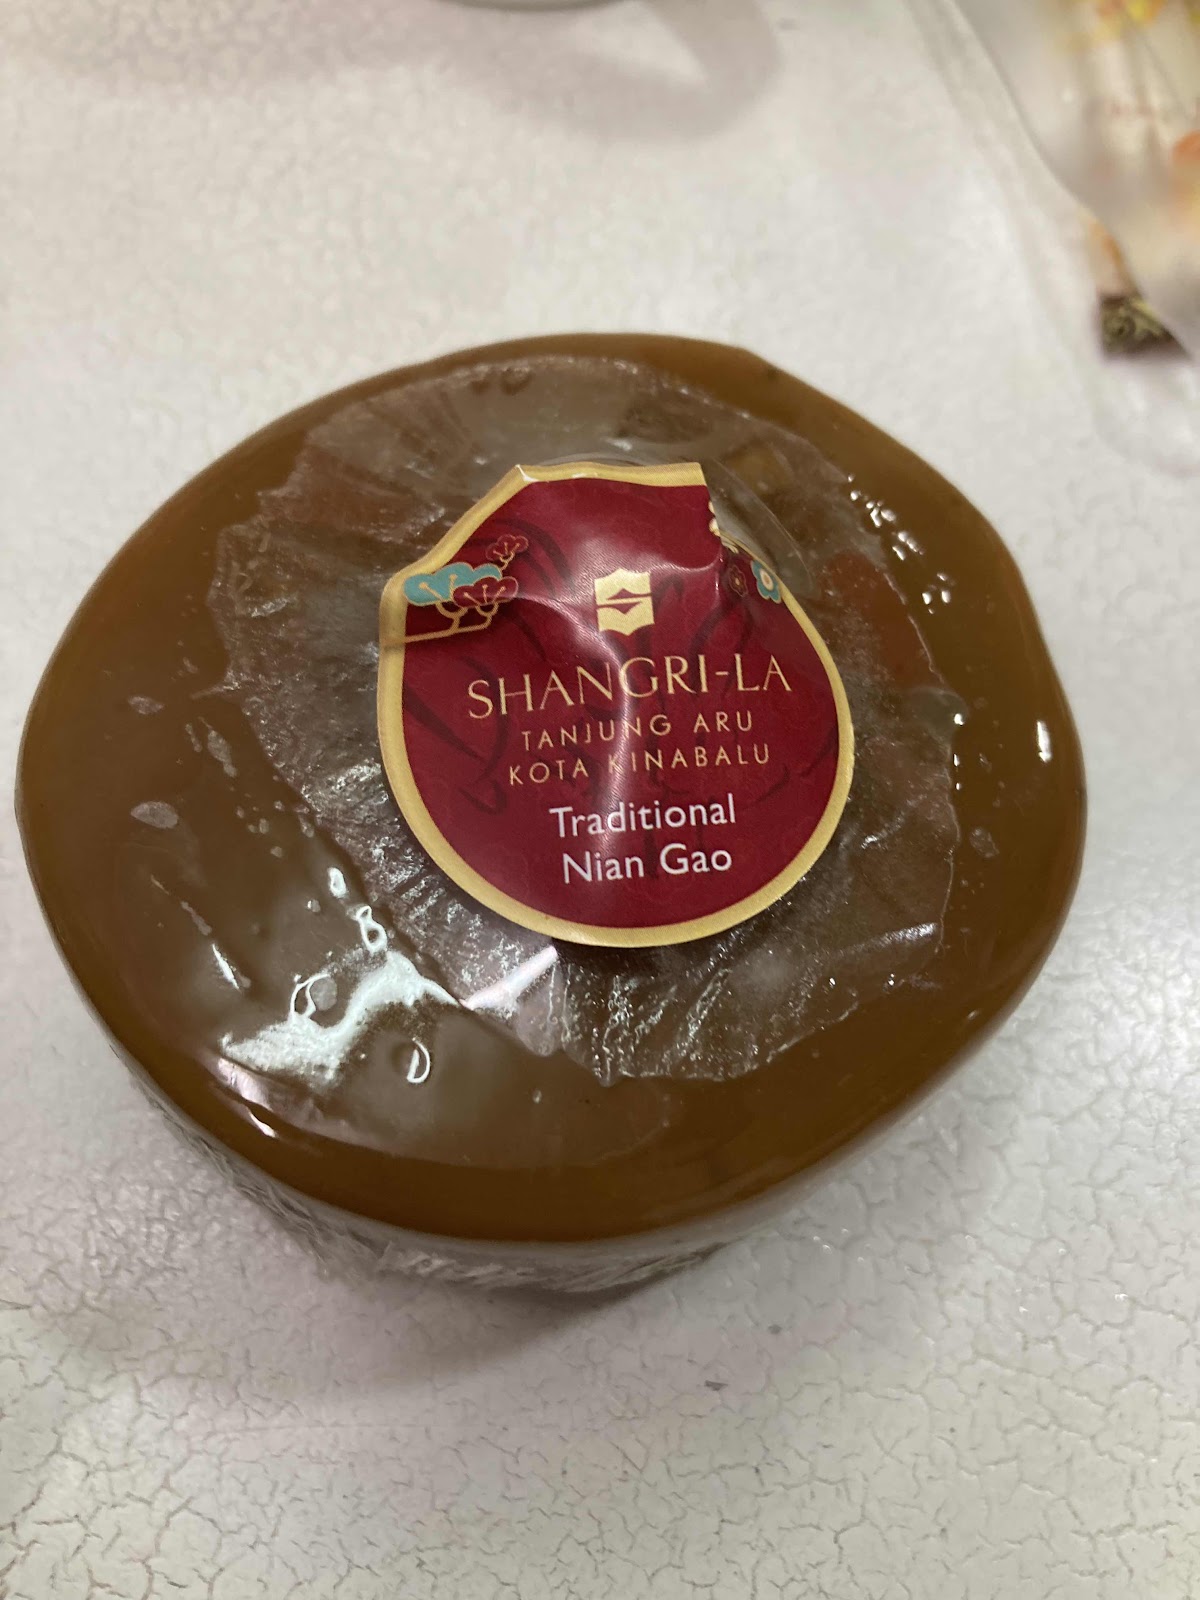 SHANGRI-LA
TANJUNG ARU
KOTA KINABALU
Traditional
Nian Gao